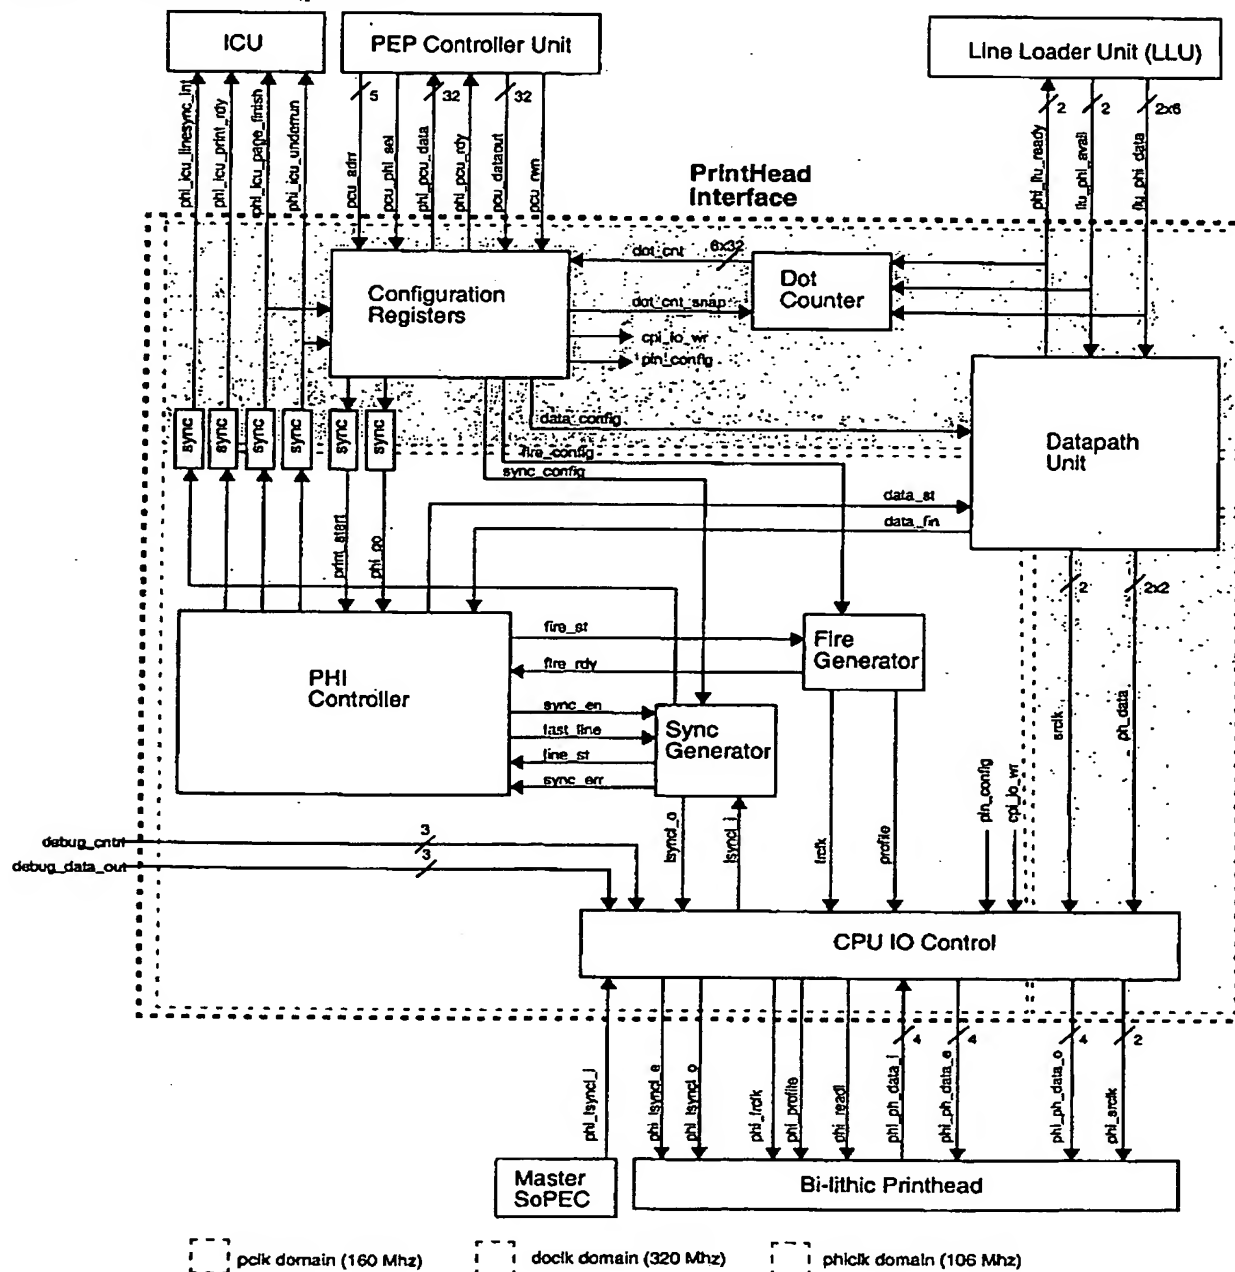 ICU
PEP Controller Unit
Line Loader Unit (LLU)
phi_icu_linesync_int
phi_icu_print_rdy
phi_icu_page_finish
phi_icu_underrun
5
32
32
2
2
2x6
pcu_adrr
pcu_phi_sel
phi_pcu_data
phi_pcu_rdy
pcu_dataout
pcu_rwn
phi_llu_ready
llu_phi_avail
llu_phi_data
PrintHead
Interface
Configuration
Registers
dot_cnt
6x32
dot_cnt_snap
cpi_io_wr
pin_config
Dot
Counter
sync
sync
sync
sync
sync
sync
data_config
fire_config
sync_config
Datapath
Unit
data_st
data_fin
print_start
phi_go
2
2x2
PHI
Controller
fire_st
fire_rdy
sync_en
last_line
line_st
sync_err
Fire
Generator
Sync
Generator
srclk
ph_data
debug_cntrl
3
debug_data_out
3
lsyncl_o
lsyncl_i
frclk
profile
pin_config
cpi_io_wr
CPU IO Control
4
4
4
2
phi_lsyncl_i
phi_lsyncl_e
phi_lsyncl_o
phi_frclk
phi_profile
phi_readl
phi_ph_data_i
phi_ph_data_e
phi_ph_data_o
phi_srclk
Master
SoPEC
Bi-lithic Printhead
pclk domain (160 Mhz)
doclk domain (320 Mhz)
phiclk domain (106 Mhz)